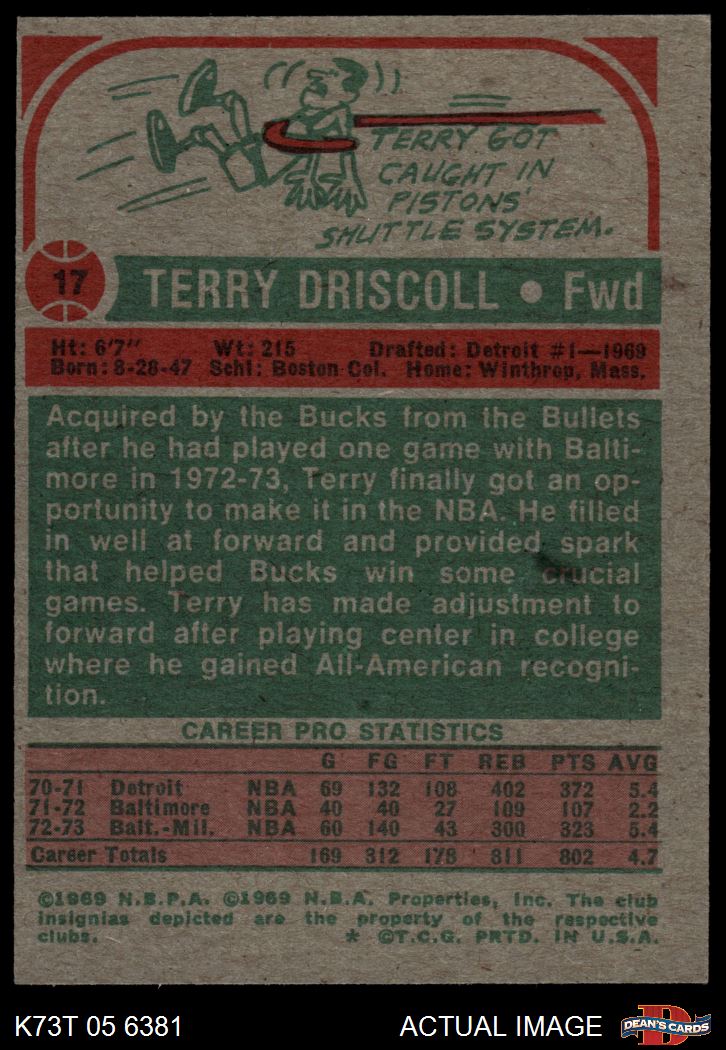 TERRY GOT
CAUGHT IN
PISTONS'
SHUTTLE SYSTEM.
17
TERRY DRISCOLL • Fwd
Ht: 6'7" Wt: 215 Drafted: Detroit #1—1969
Born: 8-28-47 Schl: Boston Col. Home: Winthrop, Mass.
Acquired by the Bucks from the Bullets
after he had played one game with Balti-
more in 1972-73, Terry finally got an op-
portunity to make it in the NBA. He filled
in well at forward and provided spark
that helped Bucks win some crucial
games. Terry has made adjustment to
forward after playing center in college
where he gained All-American recogni-
tion.
CAREER PRO STATISTICS
G FG FT REB PTS AVG
70-71 Detroit NBA 69 132 108 402 372 5.4
71-72 Baltimore NBA 40 40 27 109 107 2.2
72-73 Balt.-Mil. NBA 60 140 43 300 323 5.4
Career Totals 169 312 178 811 802 4.7
©1969 N.B.P.A. ©1969 N.B.A. Properties, Inc. The club
insignias depicted are the property of the respective
clubs. * ©T.C.G. PRTD. IN U.S.A.
K73T 05 6381 ACTUAL IMAGE
DEAN'S CARDS